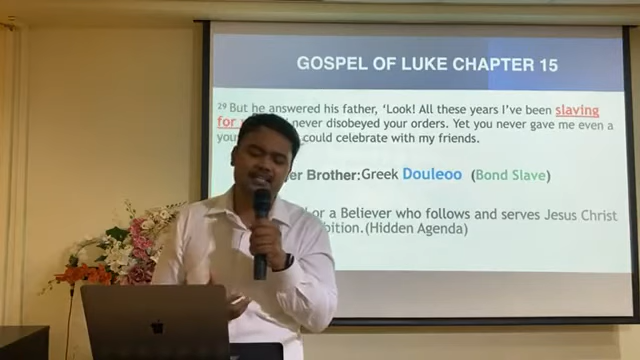 GOSPEL OF LUKE CHAPTER 15
29 But he answered his father, 'Look! All these years I've been slaving
for never disobeyed your orders. Yet you never gave me even a
could celebrate with my friends.
Brother:Greek Douleoo (Bond Slave)
or a Believer who follows and serves Jesus Christ
(Hidden Agenda)